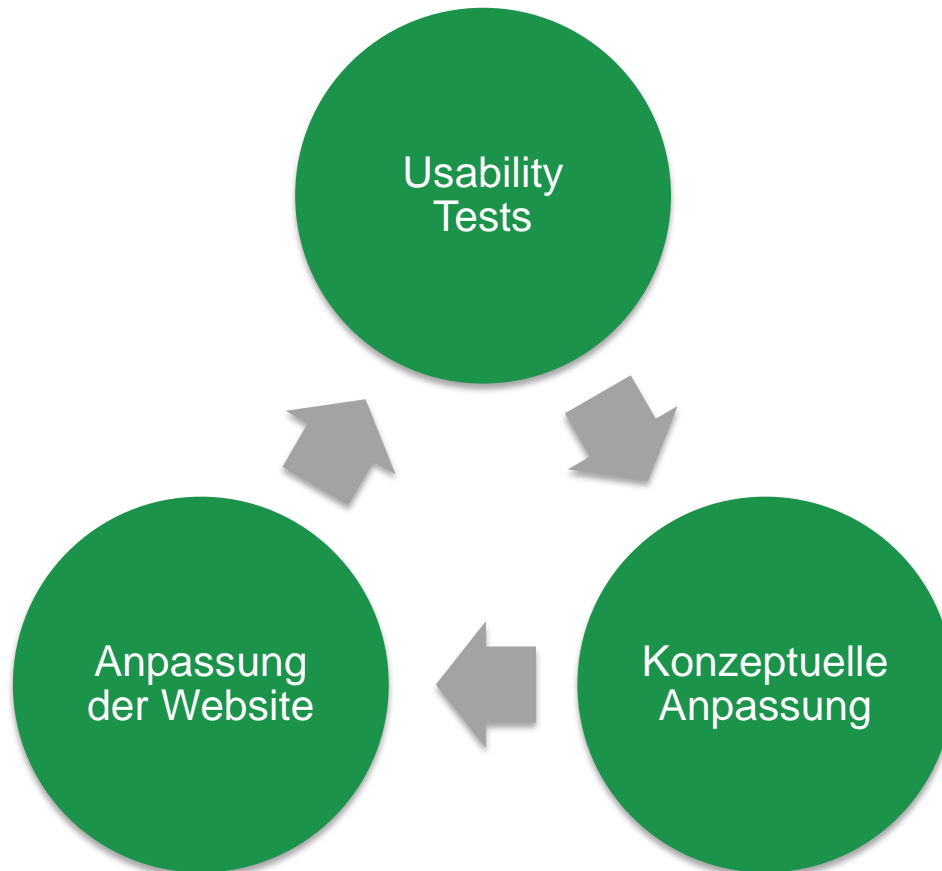 Usability
Tests
Konzeptuelle
Anpassung
Anpassung
der Website